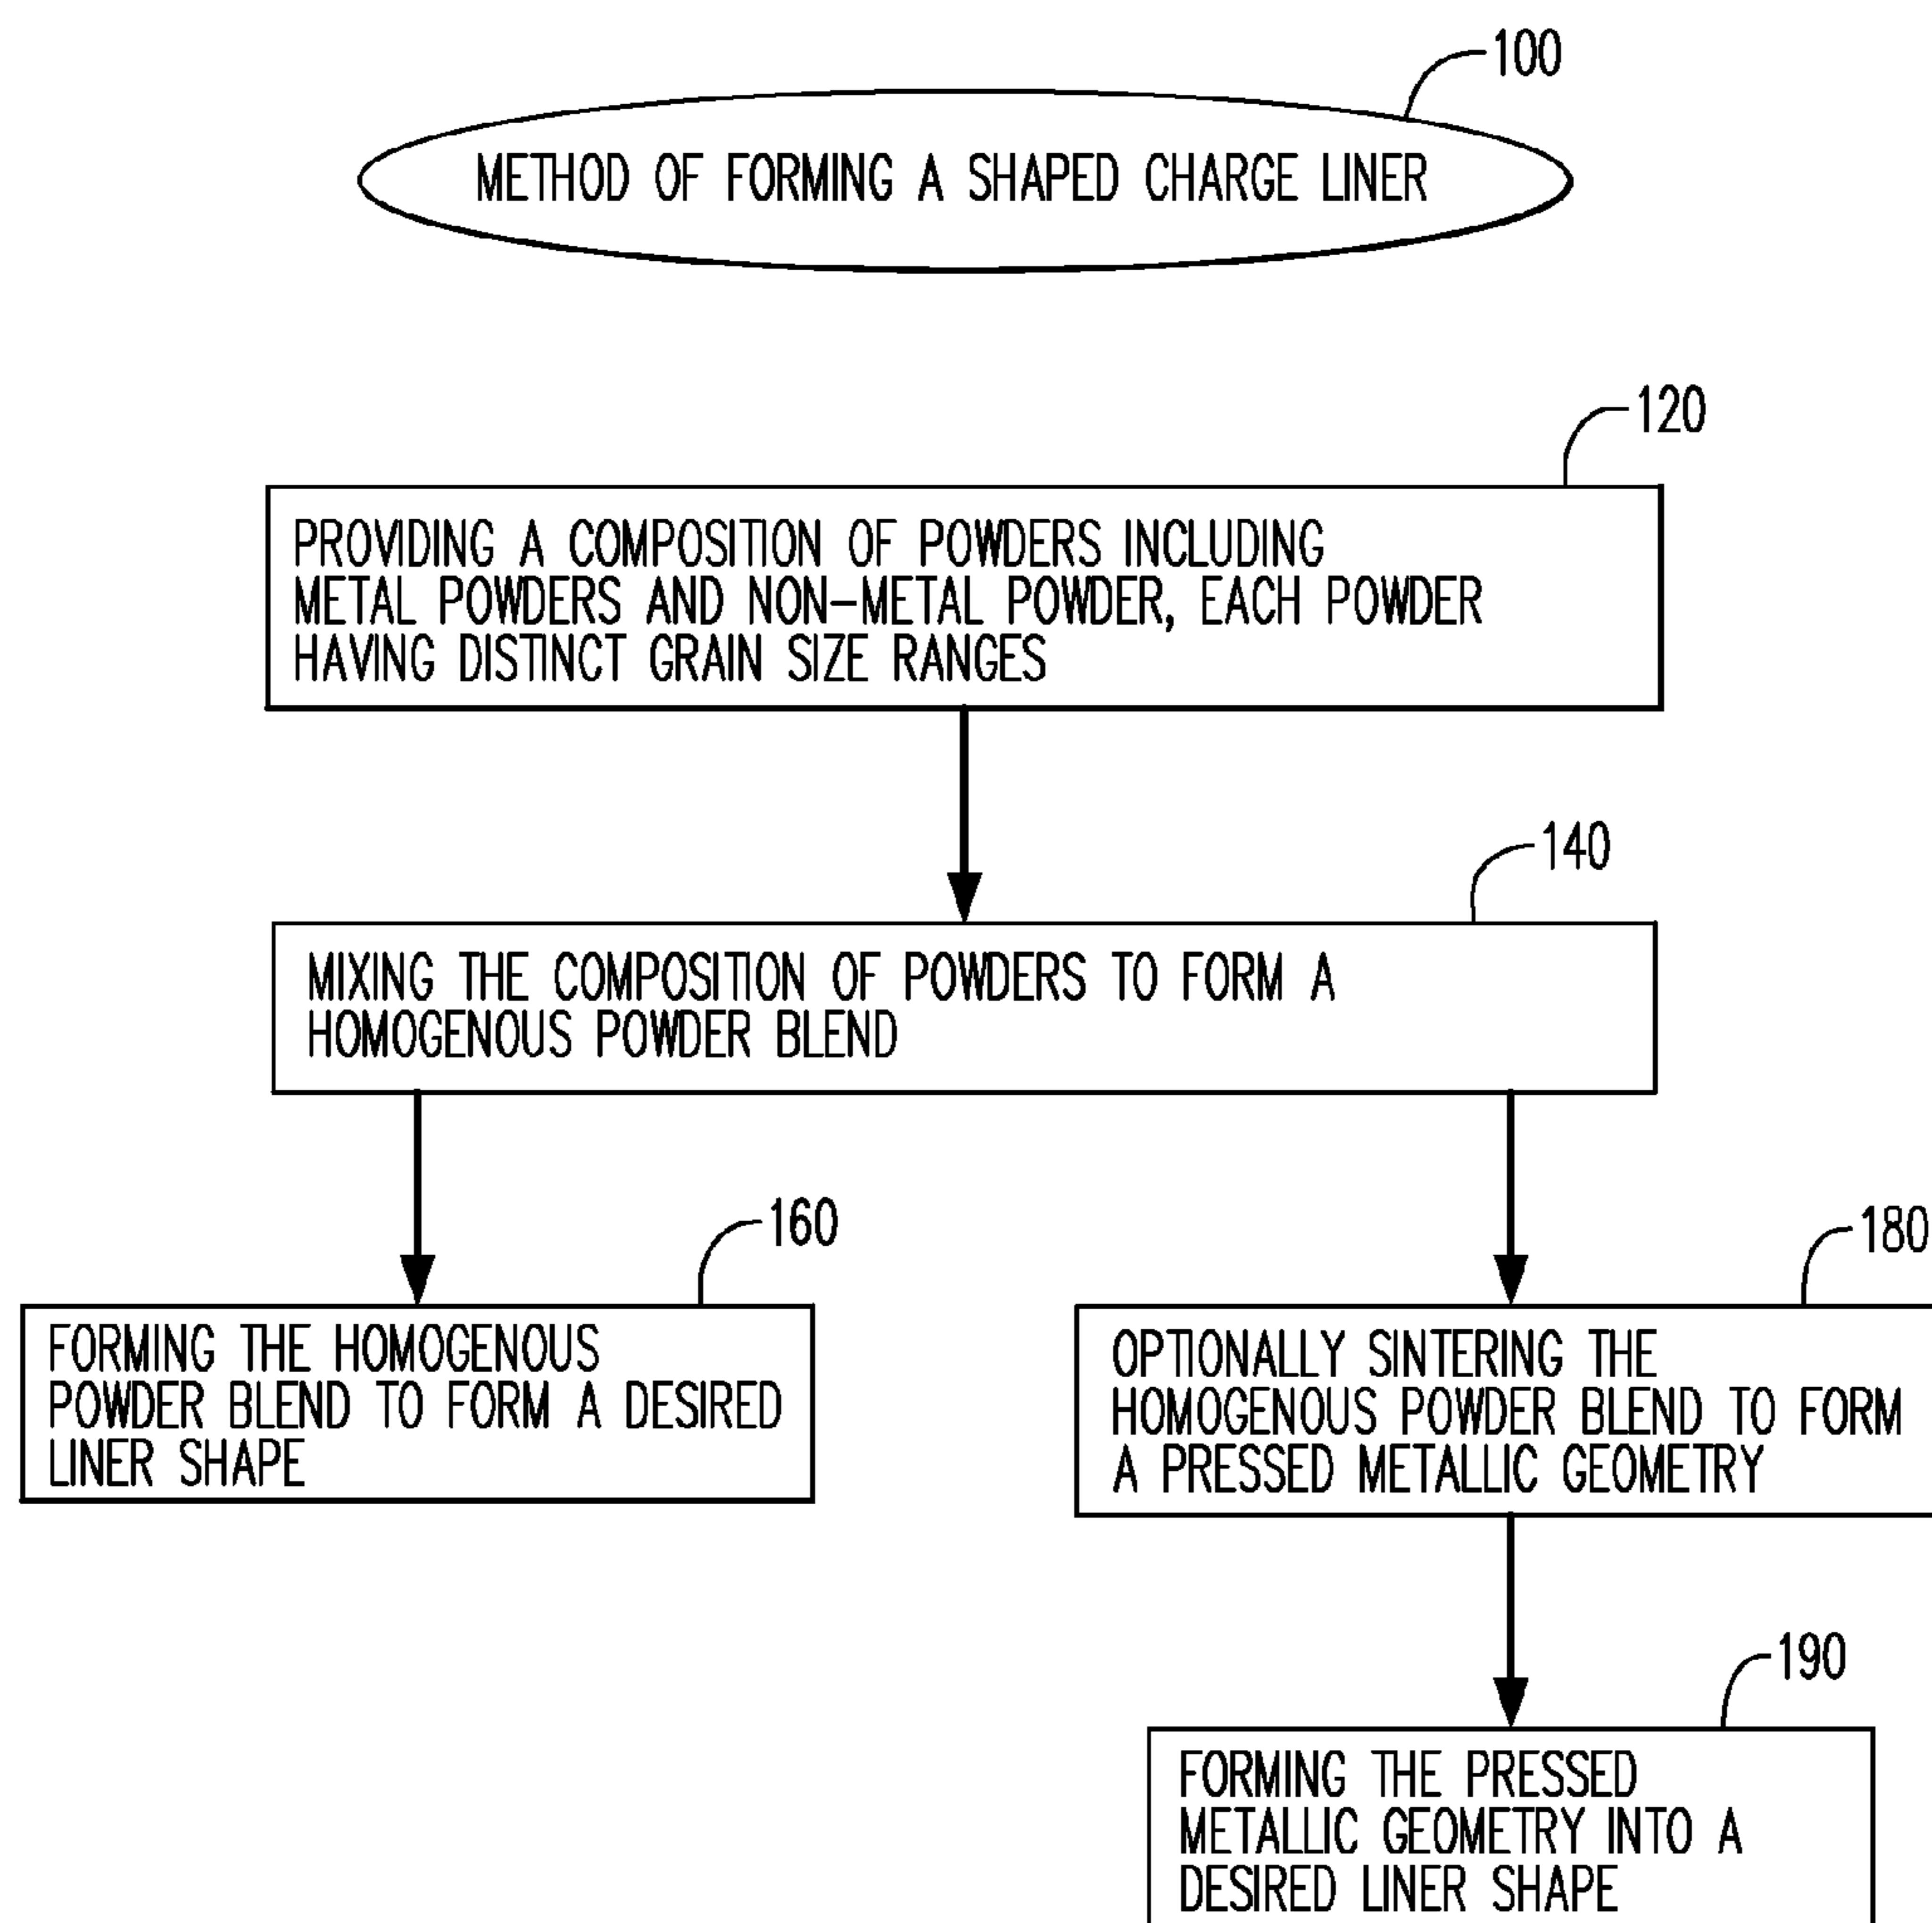 100
METHOD OF FORMING A SHAPED CHARGE LINER
120
PROVIDING A COMPOSITION OF POWDERS INCLUDING
METAL POWDERS AND NON-METAL POWDER, EACH POWDER
HAVING DISTINCT GRAIN SIZE RANGES
140
MIXING THE COMPOSITION OF POWDERS TO FORM A
HOMOGENOUS POWDER BLEND
160
FORMING THE HOMOGENOUS
POWDER BLEND TO FORM A DESIRED
LINER SHAPE
180
OPTIONALLY SINTERING THE
HOMOGENOUS POWDER BLEND TO FORM
A PRESSED METALLIC GEOMETRY
190
FORMING THE PRESSED
METALLIC GEOMETRY INTO A
DESIRED LINER SHAPE